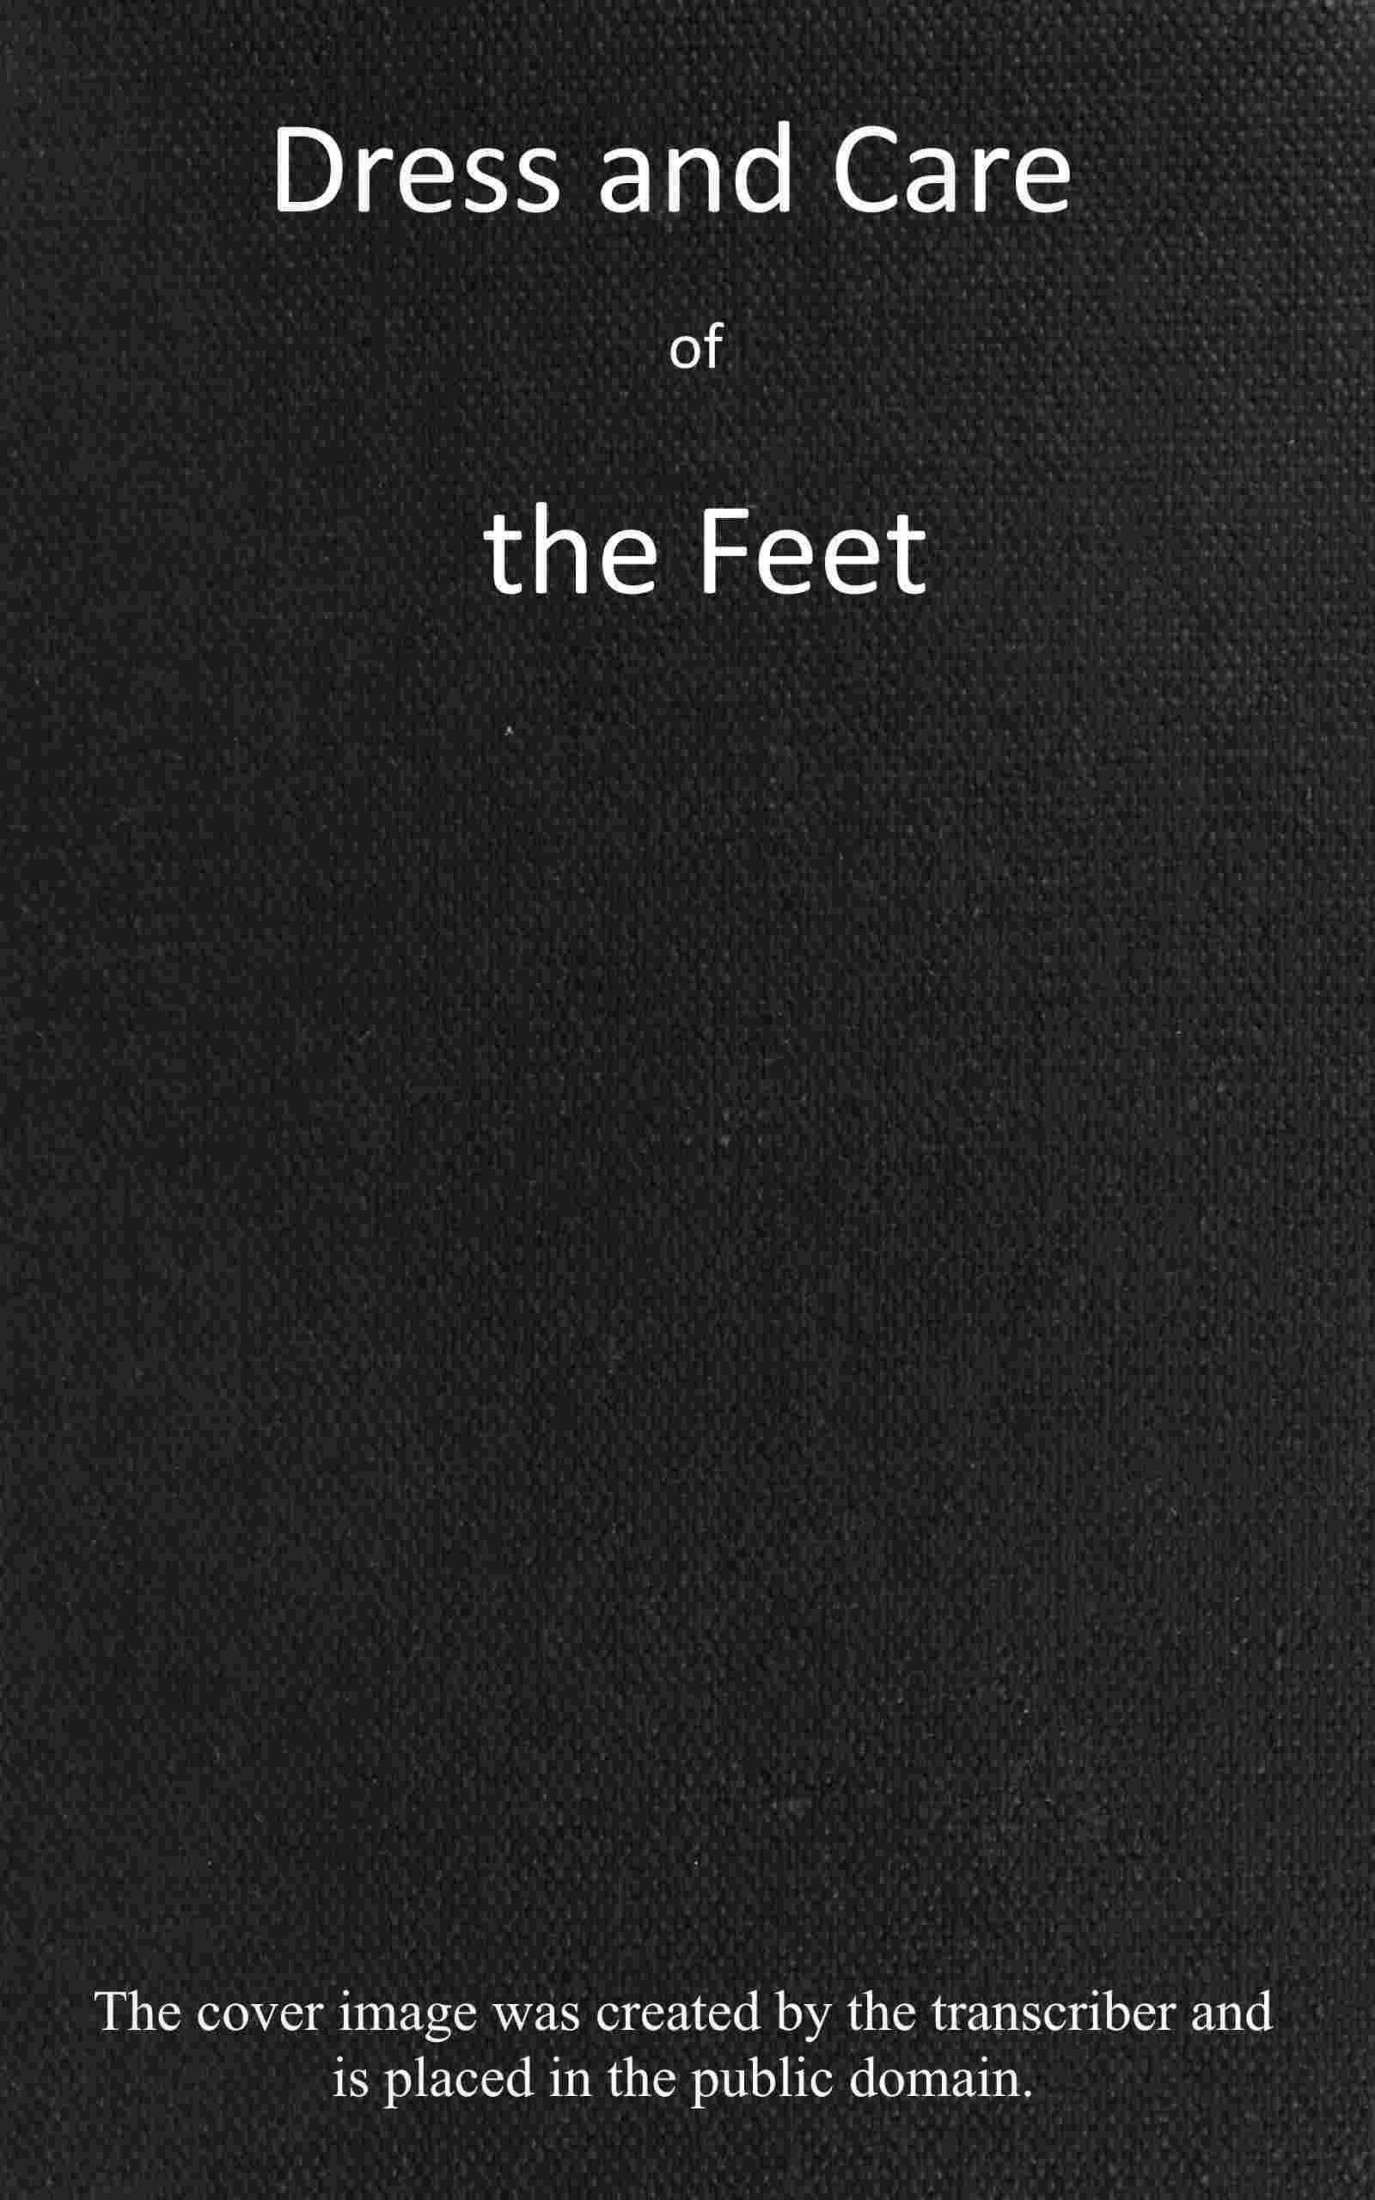 Dress and Care
of
the Feet
The cover image was created by the transcriber and
is placed in the public domain.